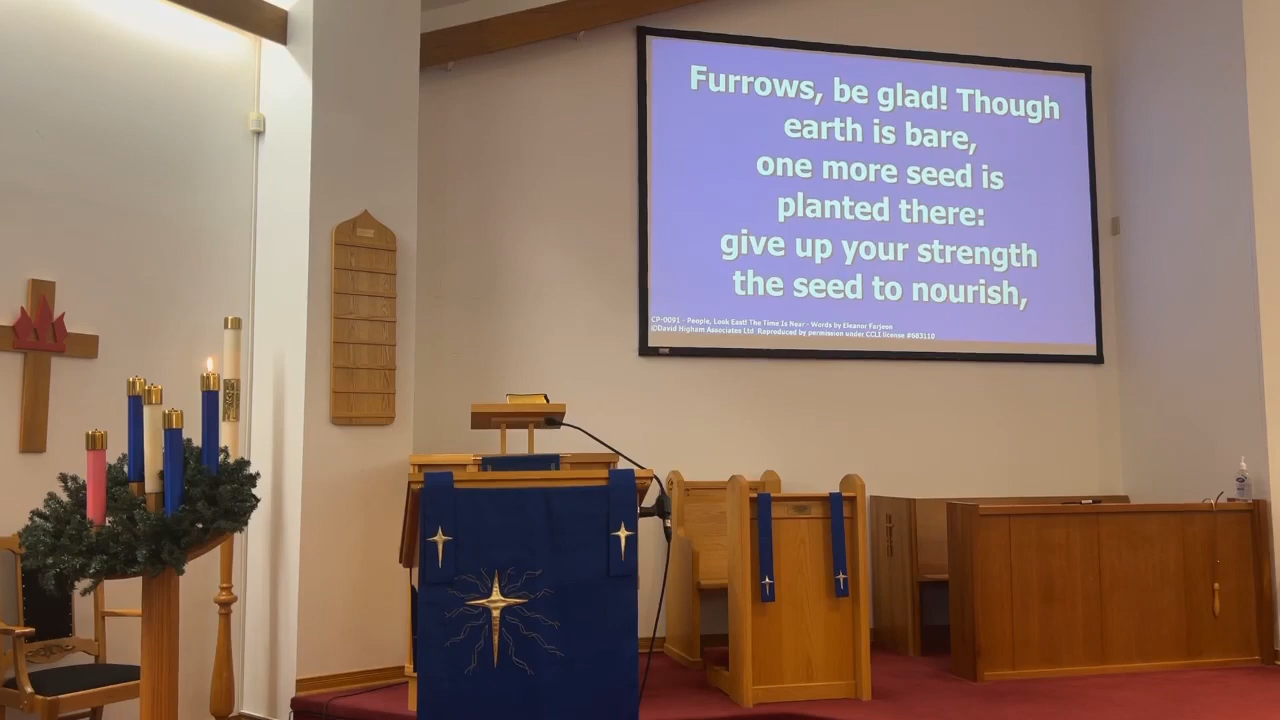 Furrows, be glad! Though
earth is bare,
one more seed is
planted there:
give up your strength
the seed to nourish,
CP-0091 - People, Look East! The Time Is Near - Words by Eleanor Farjeon
©David Higham Associates Ltd Reproduced by permission under CCLI license #683110